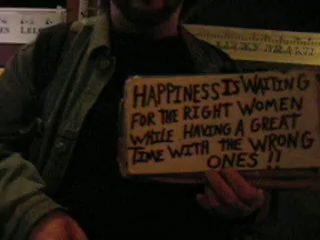 HAPPINESS IS WAITING
FOR THE RIGHT WOMEN
WHILE HAVING A GREAT
TIME WITH THE WRONG
ONES !!